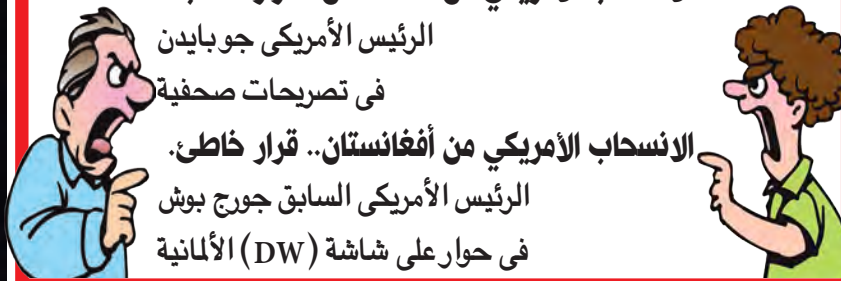 الرئيس الأمريكى جو بايدن
فى تصريحات صحفية
الانسحاب الأمريكي من أفغانستان.. قرار خاطئ.
الرئيس الأمريكى السابق جورج بوش
فى حوار على شاشة (DW) الألمانية